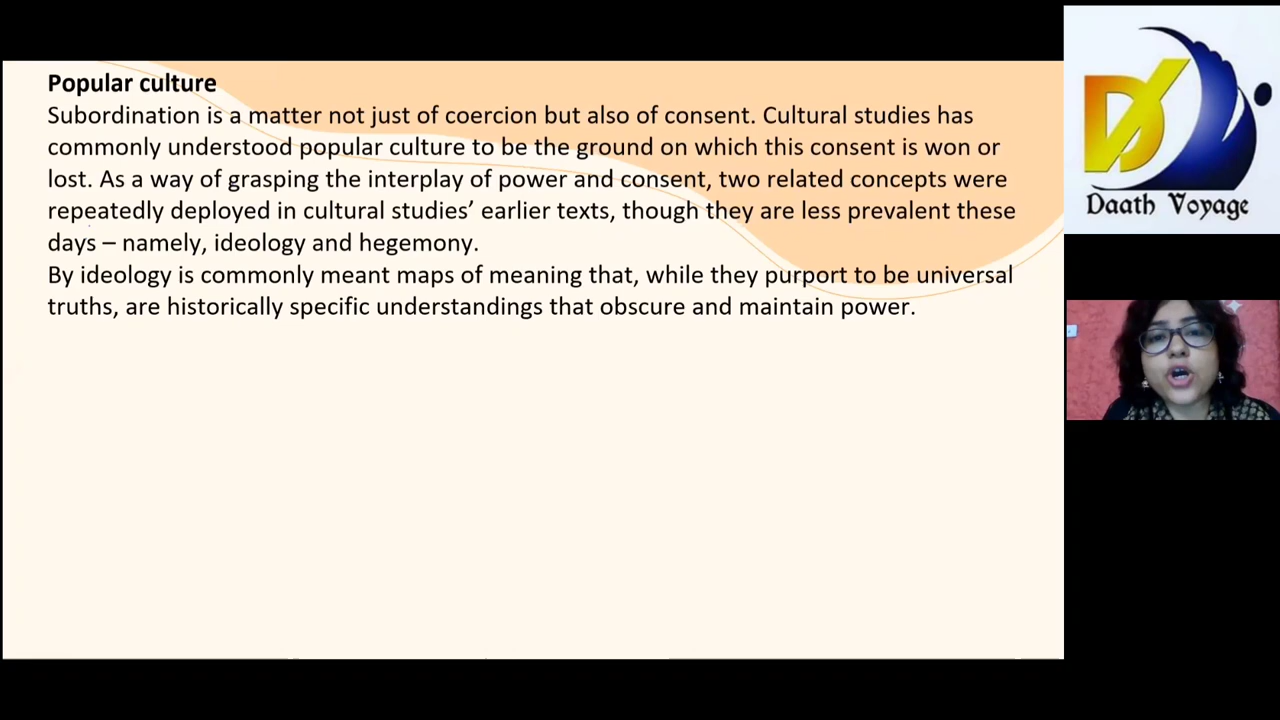 Popular culture
Subordination is a matter not just of coercion but also of consent. Cultural studies has
commonly understood popular culture to be the ground on which this consent is won or
lost. As a way of grasping the interplay of power and consent, two related concepts were
repeatedly deployed in cultural studies’ earlier texts, though they are less prevalent these
days – namely, ideology and hegemony.
By ideology is commonly meant maps of meaning that, while they purport to be universal
truths, are historically specific understandings that obscure and maintain power.
DV
Daath Voyage